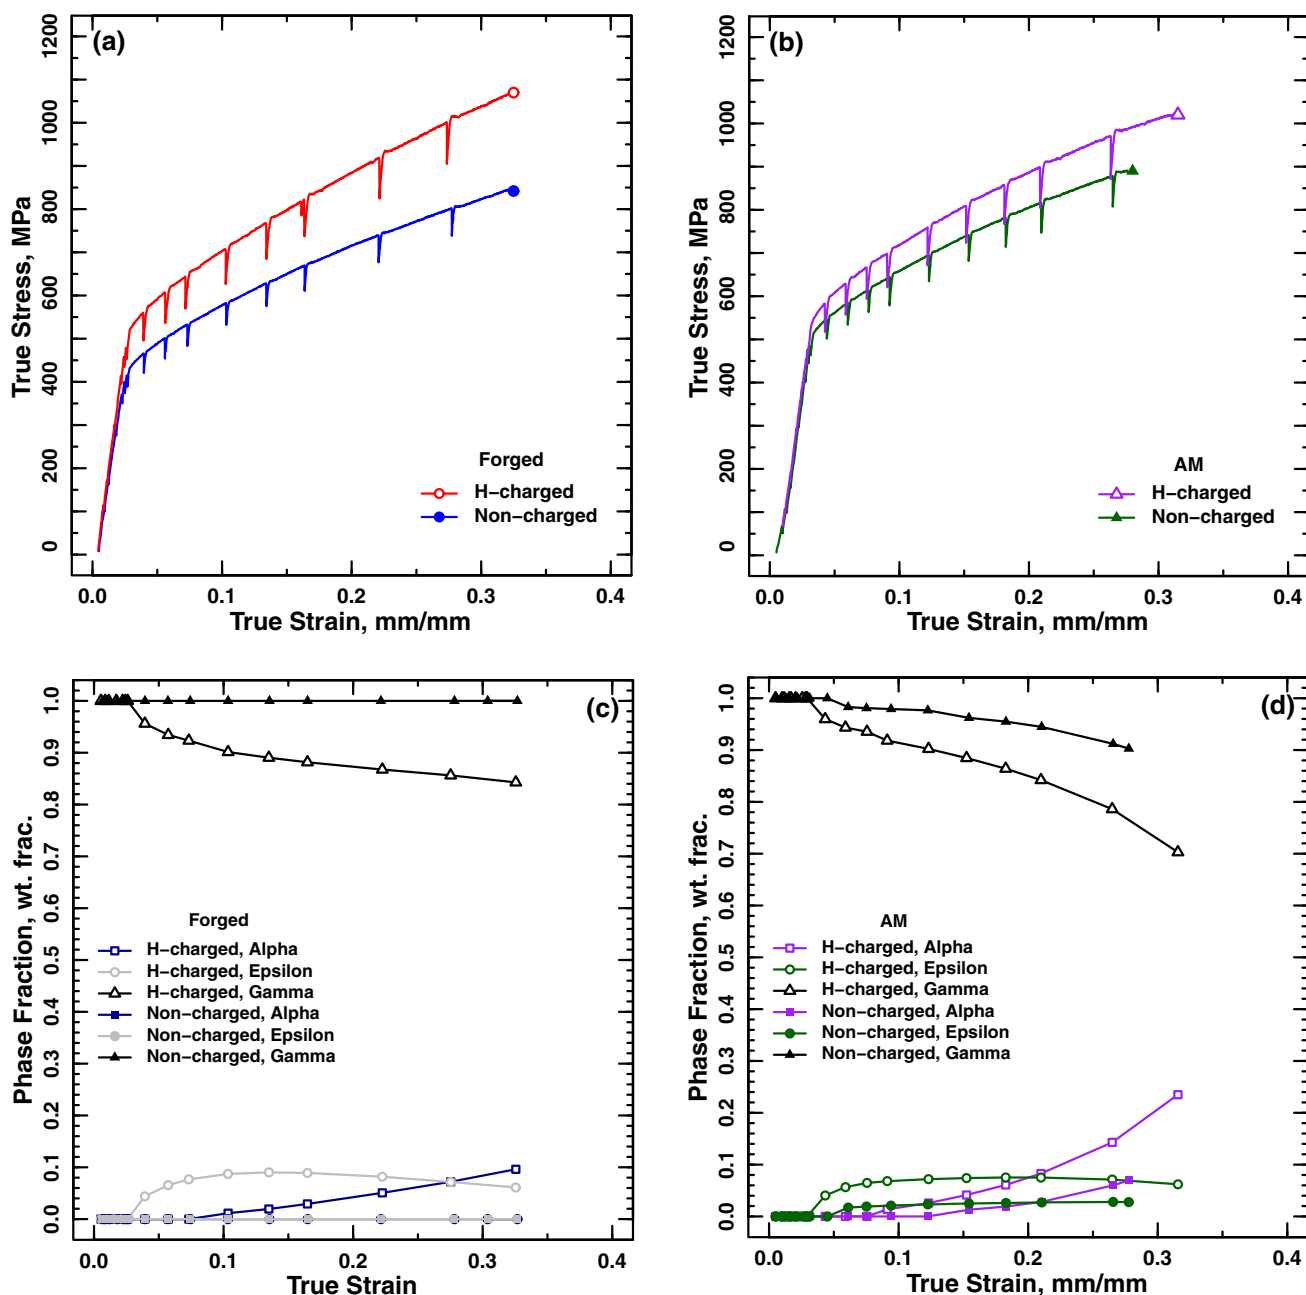 (a)
True Stress, MPa
0 200 400 600 800 1000 1200
Forged
H−charged
Non−charged
0.0 0.1 0.2 0.3 0.4
True Strain, mm/mm
(b)
True Stress, MPa
0 200 400 600 800 1000 1200
AM
H−charged
Non−charged
0.0 0.1 0.2 0.3 0.4
True Strain, mm/mm
(c)
Phase Fraction, wt. frac.
0.0 0.1 0.2 0.3 0.4 0.5 0.6 0.7 0.8 0.9 1.0
Forged
H−charged, Alpha
H−charged, Epsilon
H−charged, Gamma
Non−charged, Alpha
Non−charged, Epsilon
Non−charged, Gamma
0.0 0.1 0.2 0.3 0.4
True Strain
(d)
Phase Fraction, wt. frac.
0.0 0.1 0.2 0.3 0.4 0.5 0.6 0.7 0.8 0.9 1.0
AM
H−charged, Alpha
H−charged, Epsilon
H−charged, Gamma
Non−charged, Alpha
Non−charged, Epsilon
Non−charged, Gamma
0.0 0.1 0.2 0.3 0.4
True Strain, mm/mm